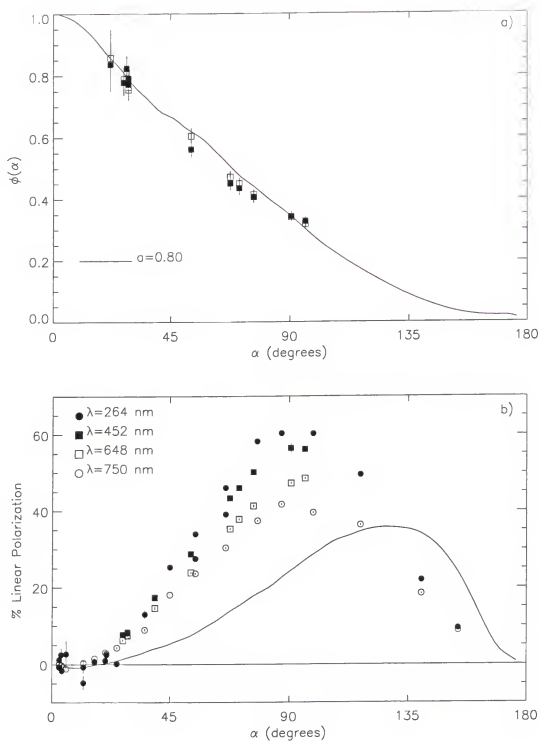 a)
1.0
0.8
0.6
0.4
0.2
0.0
φ(α)
a=0.80
0 45 90 135 180
α (degrees)
b)
λ=264 nm
λ=452 nm
λ=648 nm
λ=750 nm
60
40
20
0
% Linear Polarization
0 45 90 135 180
α (degrees)